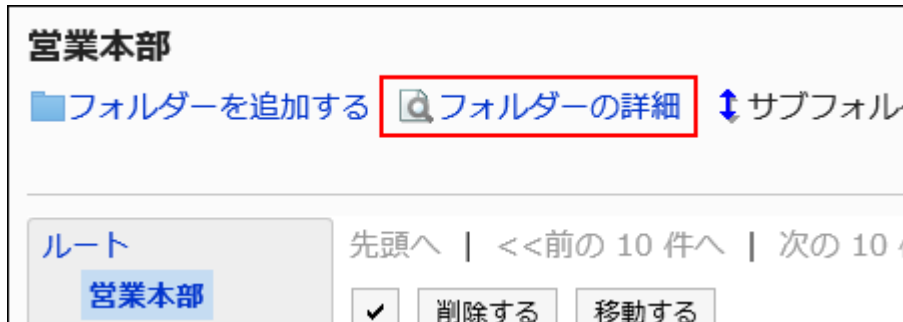 営業本部
フォルダーを追加する フォルダーの詳細 サブフォル
ルート
営業本部
先頭へ | <<前の 10 件へ | 次の 10
削除する 移動する